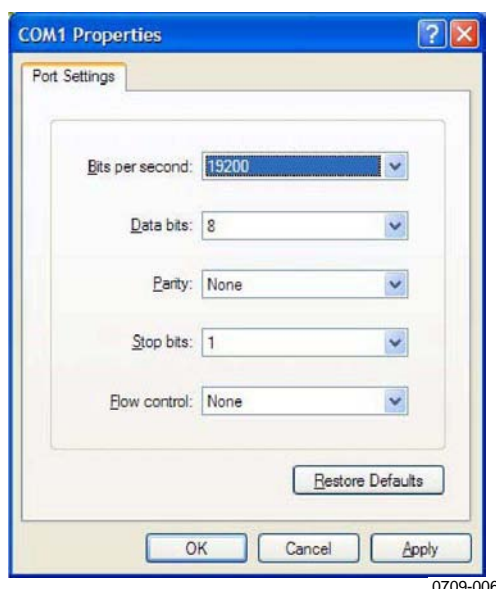 COM1 Properties
Port Settings
Bits per second: 19200
Data bits: 8
Parity: None
Stop bits: 1
Flow control: None
Restore Defaults
OK Cancel Apply
0709-006